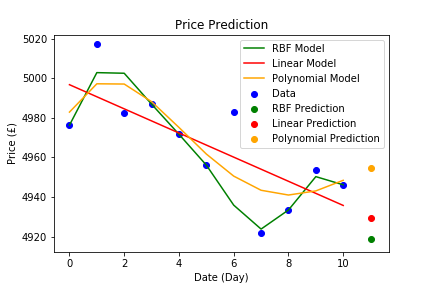 Price Prediction
5020
5000
4980
4960
4940
4920
Price (£)
0
2
4
6
8
10
Date (Day)
RBF Model
Linear Model
Polynomial Model
Data
RBF Prediction
Linear Prediction
Polynomial Prediction